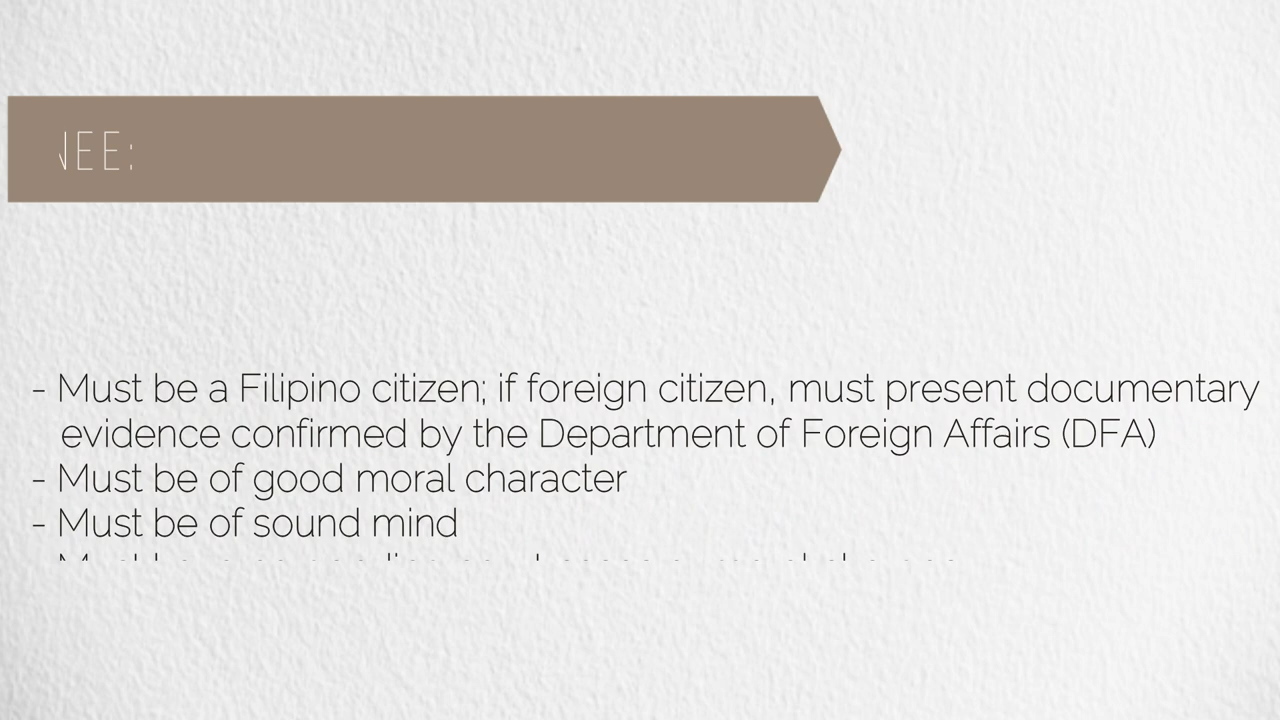 NEE:
- Must be a Filipino citizen; if foreign citizen, must present documentary
evidence confirmed by the Department of Foreign Affairs (DFA)
- Must be of good moral character
- Must be of sound mind